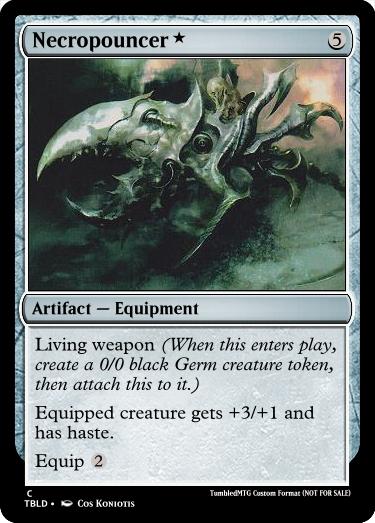 Necropouncer ★ 5
Artifact — Equipment
Living weapon (When this enters play,
create a 0/0 black Germ creature token,
then attach this to it.)
Equipped creature gets +3/+1 and
has haste.
Equip 2
C TumbledMTG Custom Format (NOT FOR SALE)
TBLD • Cos Koniotis